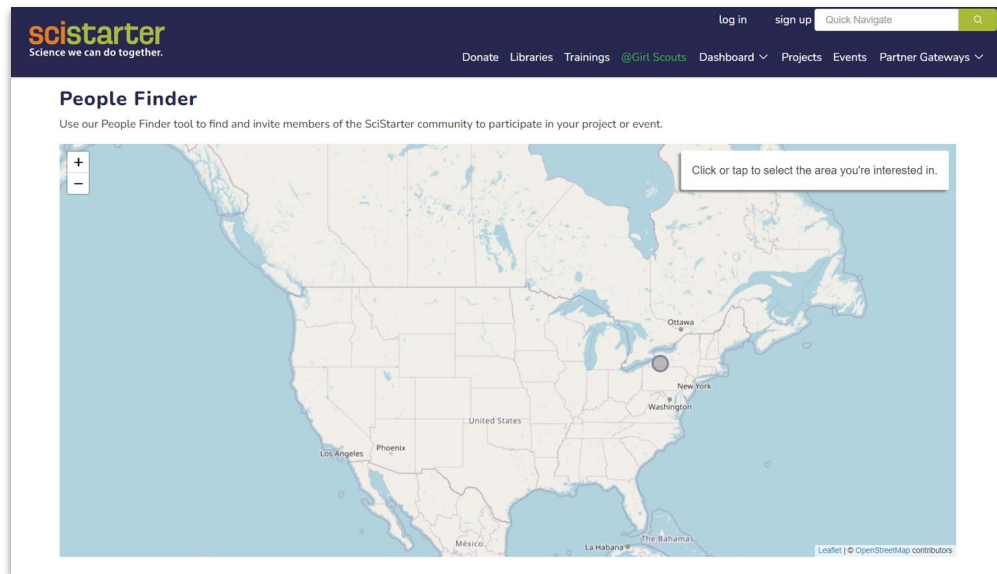 log in sign up Quick Navigate
scistarter
Science we can do together.
Donate Libraries Trainings @Girl Scouts Dashboard Projects Events Partner Gateways
People Finder
Use our People Finder tool to find and invite members of the SciStarter community to participate in your project or event.
+
Click or tap to select the area you're interested in.
−
Ottawa
New York
Washington
United States
Phoenix
Los Angeles
México
La Habana
The Bahamas
Leaflet | © OpenStreetMap contributors